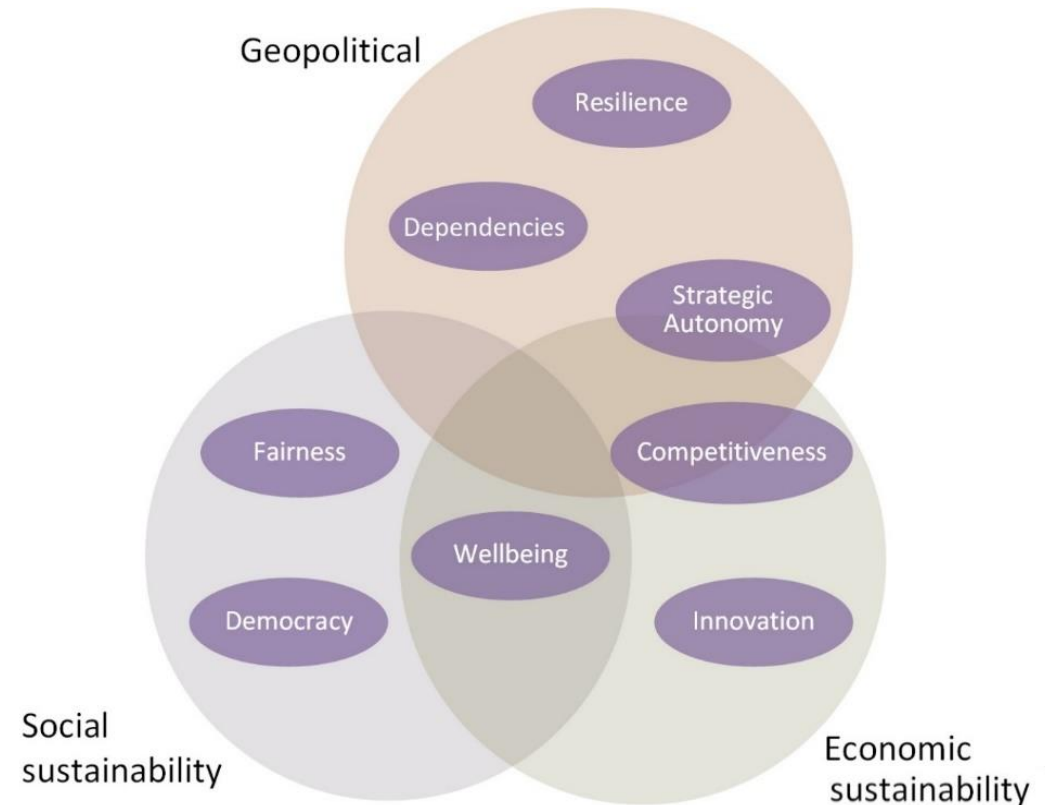 Geopolitical
Resilience
Dependencies
Strategic
Autonomy
Fairness
Competitiveness
Wellbeing
Democracy
Innovation
Social
sustainability
Economic
sustainability